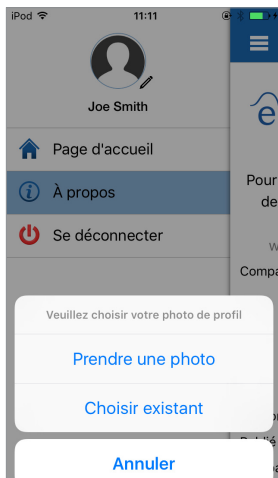 iPod 11:11
Joe Smith
Page d'accueil
À propos
Se déconnecter
Pour
de
Compa
Veuillez choisir votre photo de profil
Prendre une photo
Choisir existant
Publié
Annuler